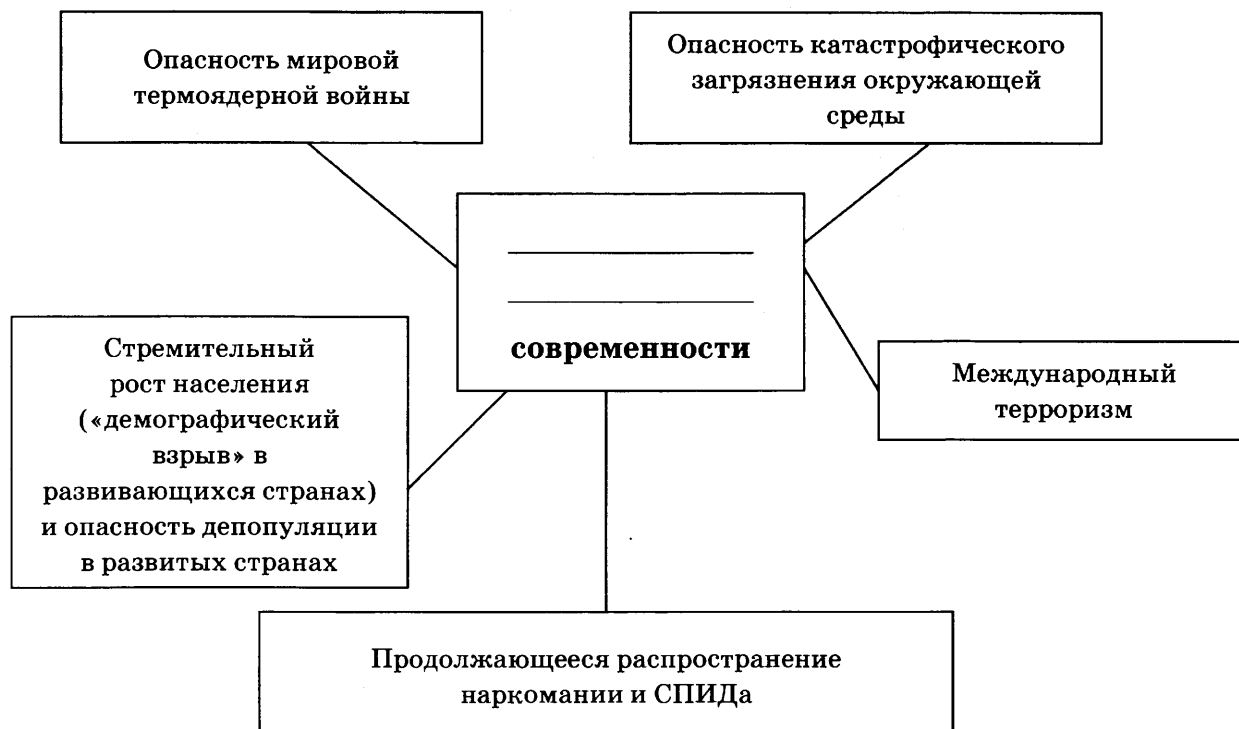 Опасность мировой
термоядерной войны
Опасность катастрофического
загрязнения окружающей
среды
современности
Стремительный
рост населения
(«демографический
взрыв» в
развивающихся странах)
и опасность депопуляции
в развитых странах
Международный
терроризм
Продолжающееся распространение
наркомании и СПИДа